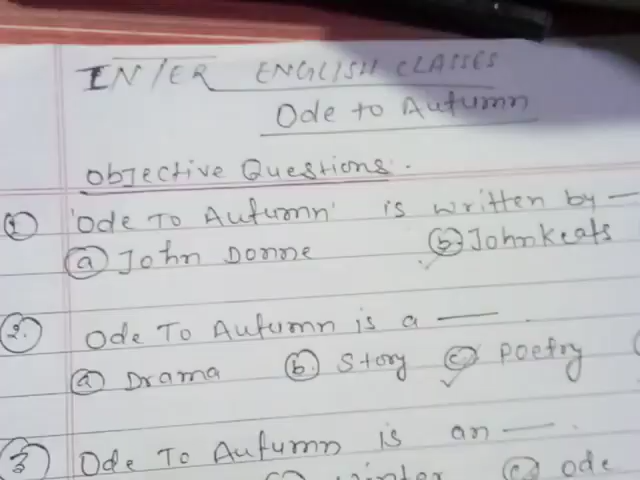 INTER ENGLISH CLASSES
Ode to Autumn
Objective Questions.
1 'Ode To Autumn' is written by —
a John Donne b John Keats
2. Ode To Autumn is a —
a Drama b. Story c Poetry
3 Ode To Autumn is an —.
winter c ode